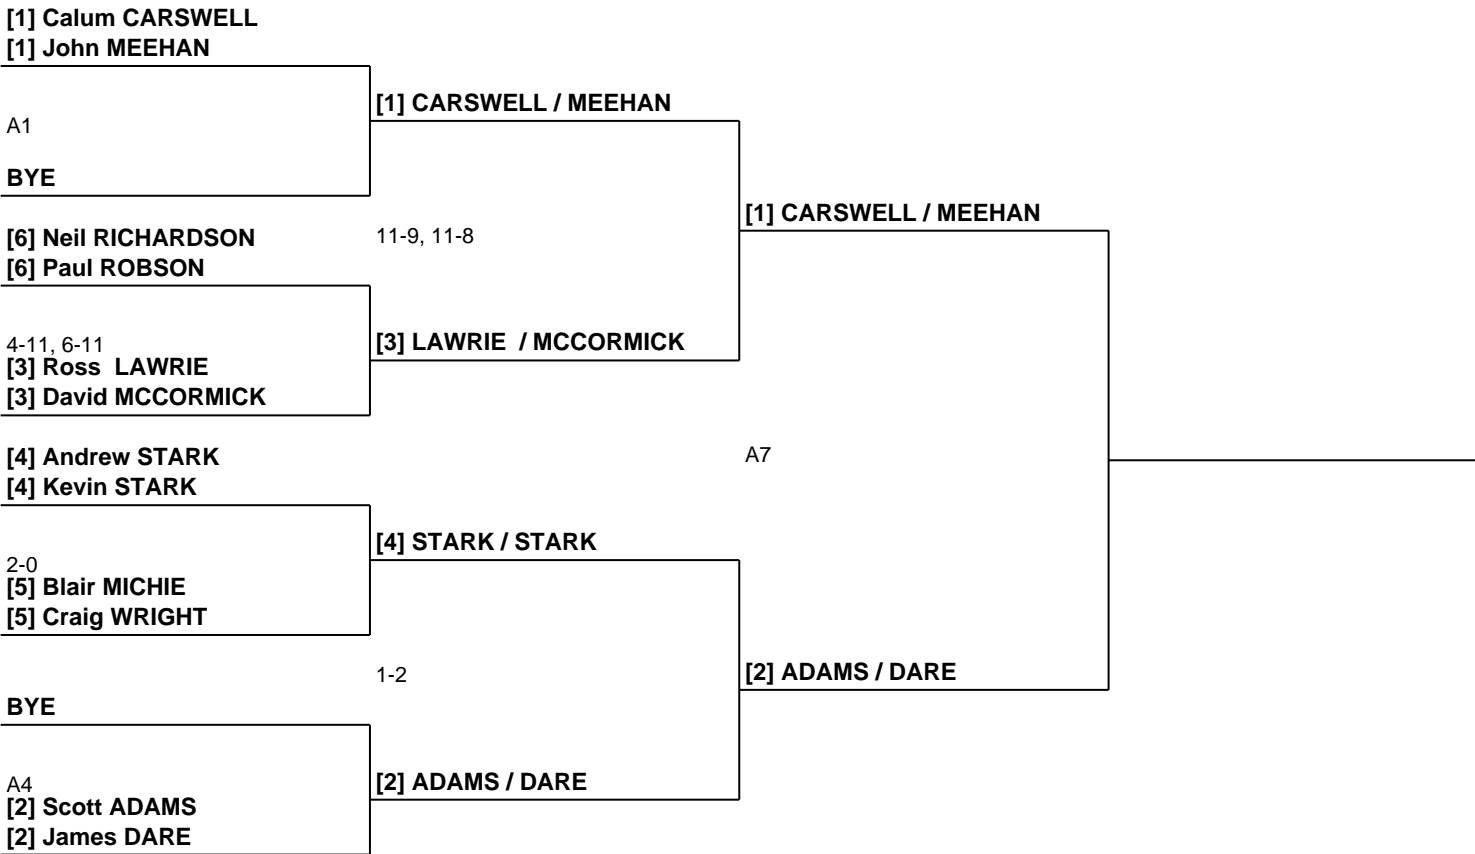 [1] Calum CARSWELL
[1] John MEEHAN
[1] CARSWELL / MEEHAN
A1
BYE
[1] CARSWELL / MEEHAN
[6] Neil RICHARDSON
11-9, 11-8
[6] Paul ROBSON
4-11, 6-11
[3] LAWRIE / MCCORMICK
[3] Ross LAWRIE
[3] David MCCORMICK
[4] Andrew STARK
A7
[4] Kevin STARK
[4] STARK / STARK
2-0
[5] Blair MICHIE
[5] Craig WRIGHT
1-2
[2] ADAMS / DARE
BYE
A4
[2] ADAMS / DARE
[2] Scott ADAMS
[2] James DARE